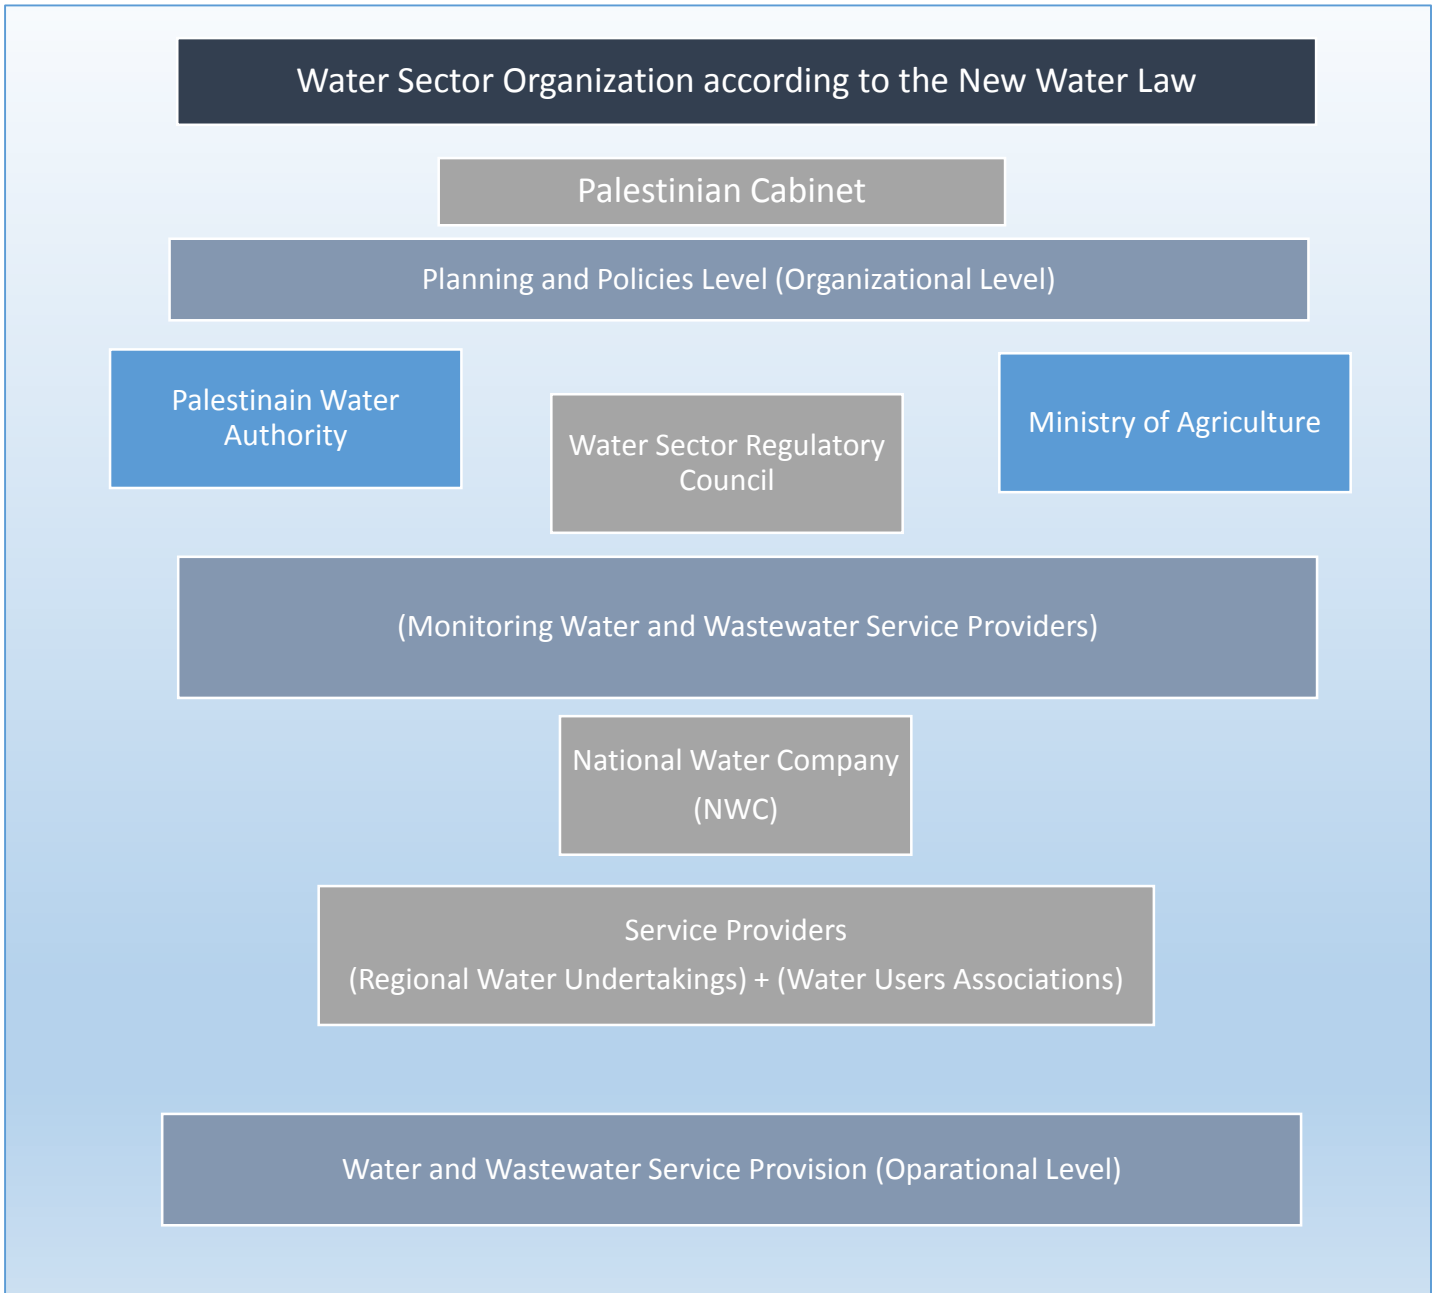 Water Sector Organization according to the New Water Law
Palestinian Cabinet
Planning and Policies Level (Organizational Level)
Palestinain Water
Authority
Water Sector Regulatory
Council
Ministry of Agriculture
(Monitoring Water and Wastewater Service Providers)
National Water Company
(NWC)
Service Providers
(Regional Water Undertakings) + (Water Users Associations)
Water and Wastewater Service Provision (Oparational Level)